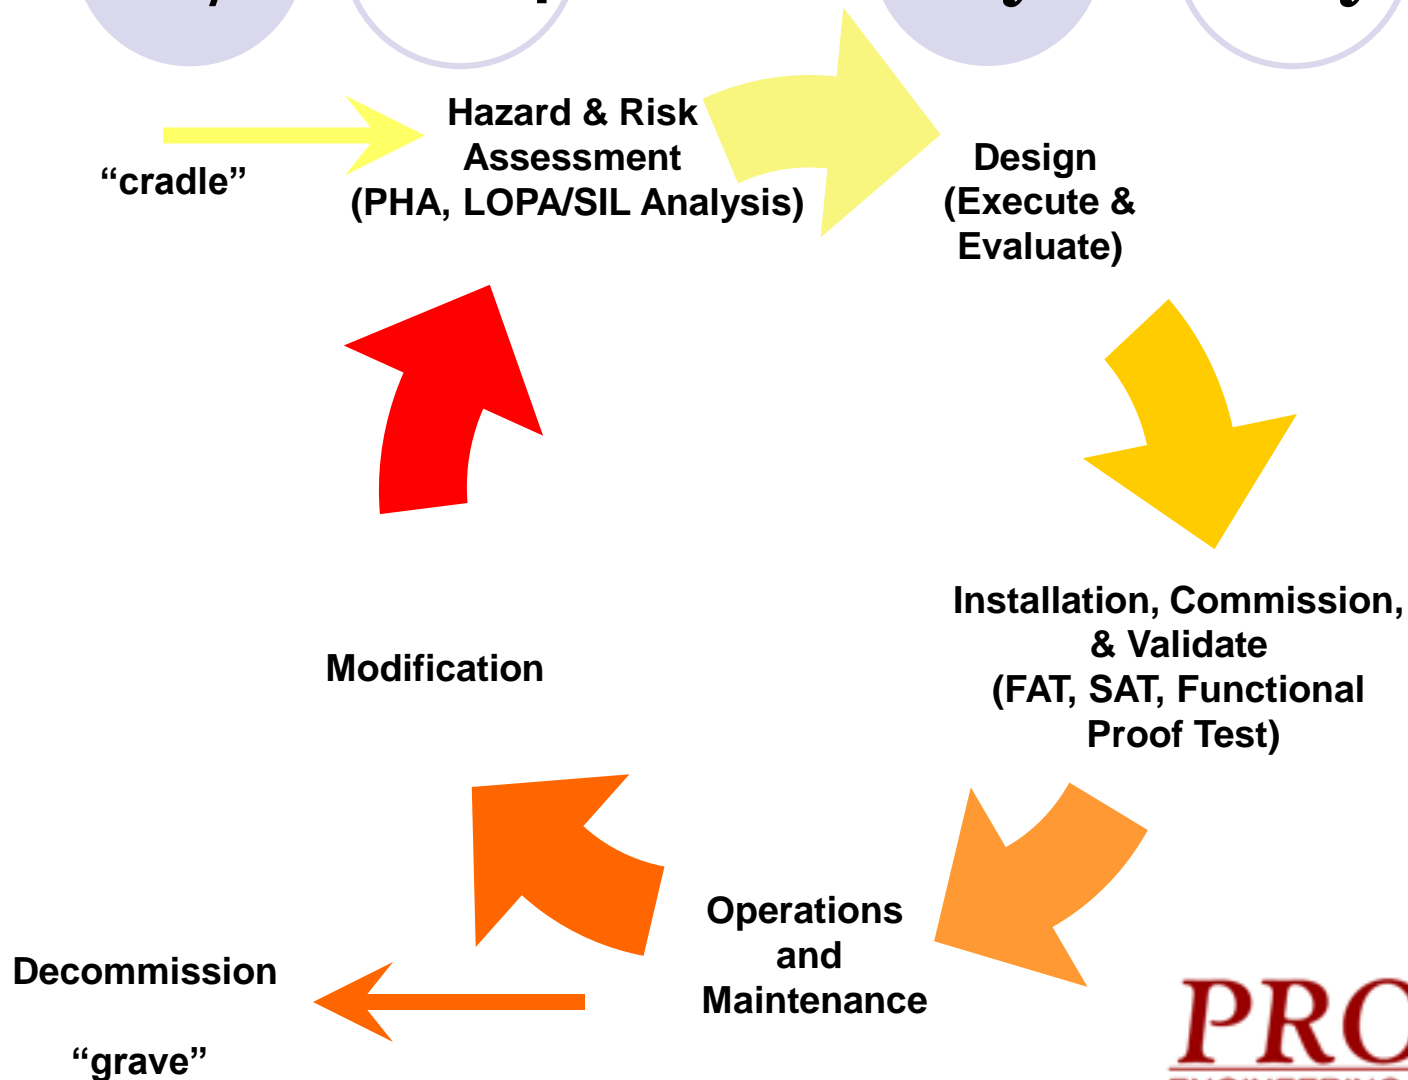 Hazard & Risk
Assessment
(PHA, LOPA/SIL Analysis)
“cradle”
Design
(Execute &
Evaluate)
Installation, Commission,
& Validate
(FAT, SAT, Functional
Proof Test)
Modification
Operations
and
Maintenance
Decommission
“grave”